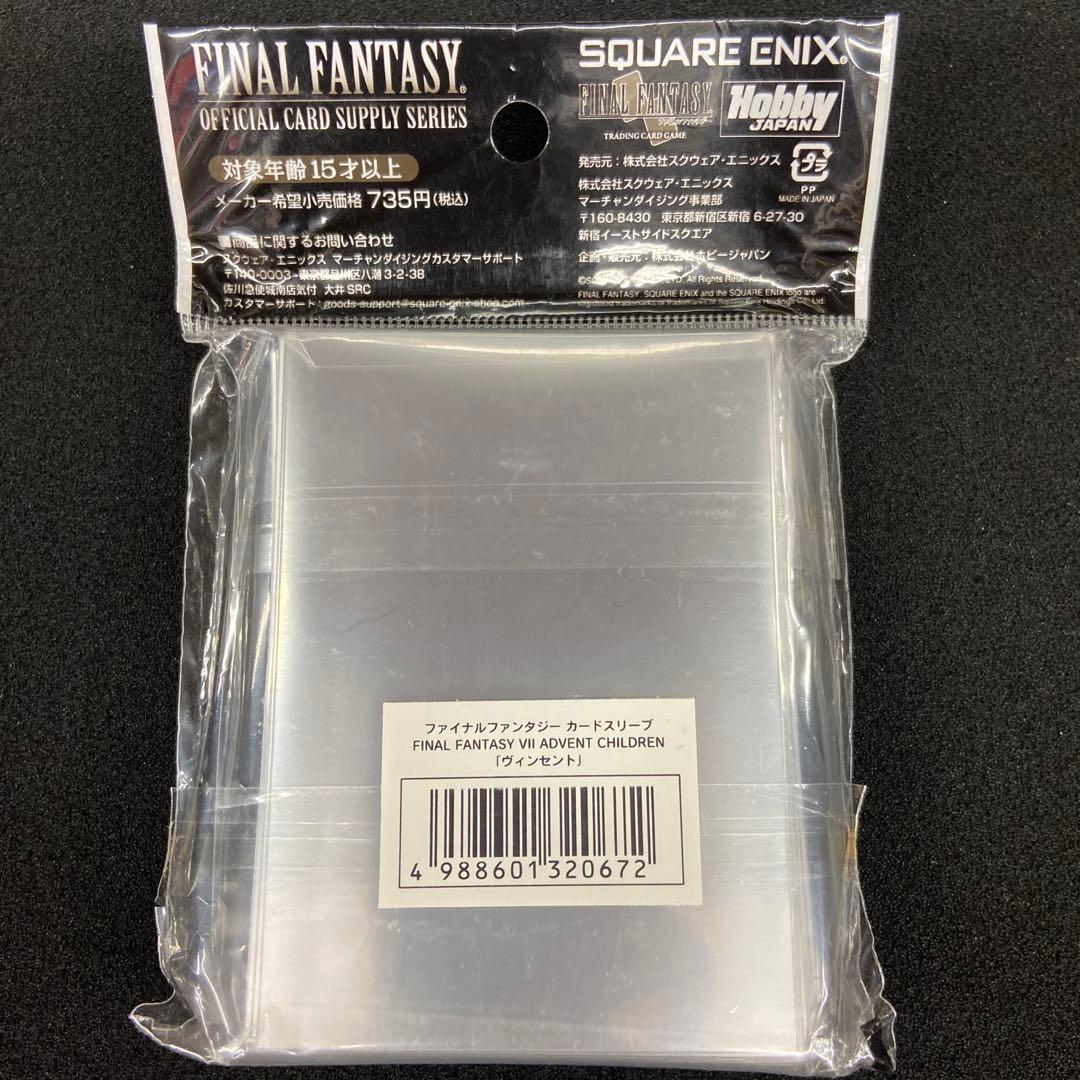 FINAL FANTASY®
OFFICIAL CARD SUPPLY SERIES
対象年齢15才以上
メーカー希望小売価格 735円(税込)
■商品に関するお問い合わせ
スクウェア・エニックス マーチャンダイジングカスタマーサポート
〒140-0003 東京都品川区八潮 3-2-38
佐川急便城南店気付 大井 SRC
カスタマーサポート:goods-support@square-enix-shop.com
SQUARE ENIX®
FINAL FANTASY
TRADING CARD GAME
Hobby
JAPAN
発売元:株式会社スクウェア・エニックス
プラ
PP
MADE IN JAPAN
株式会社スクウェア・エニックス
マーチャンダイジング事業部
〒160-8430 東京都新宿区新宿 6-27-30
新宿イーストサイドスクエア
企画・販売元:株式会社ホビージャパン
LTD. All Rights Reserved.
FINAL FANTASY, SQUARE ENIX and the SQUARE ENIX logo are
registered trademarks or trademarks of Square Enix Holdings Co., Ltd.
ファイナルファンタジー カードスリーブ
FINAL FANTASY VII ADVENT CHILDREN
「ヴィンセント」
4 988601 320672